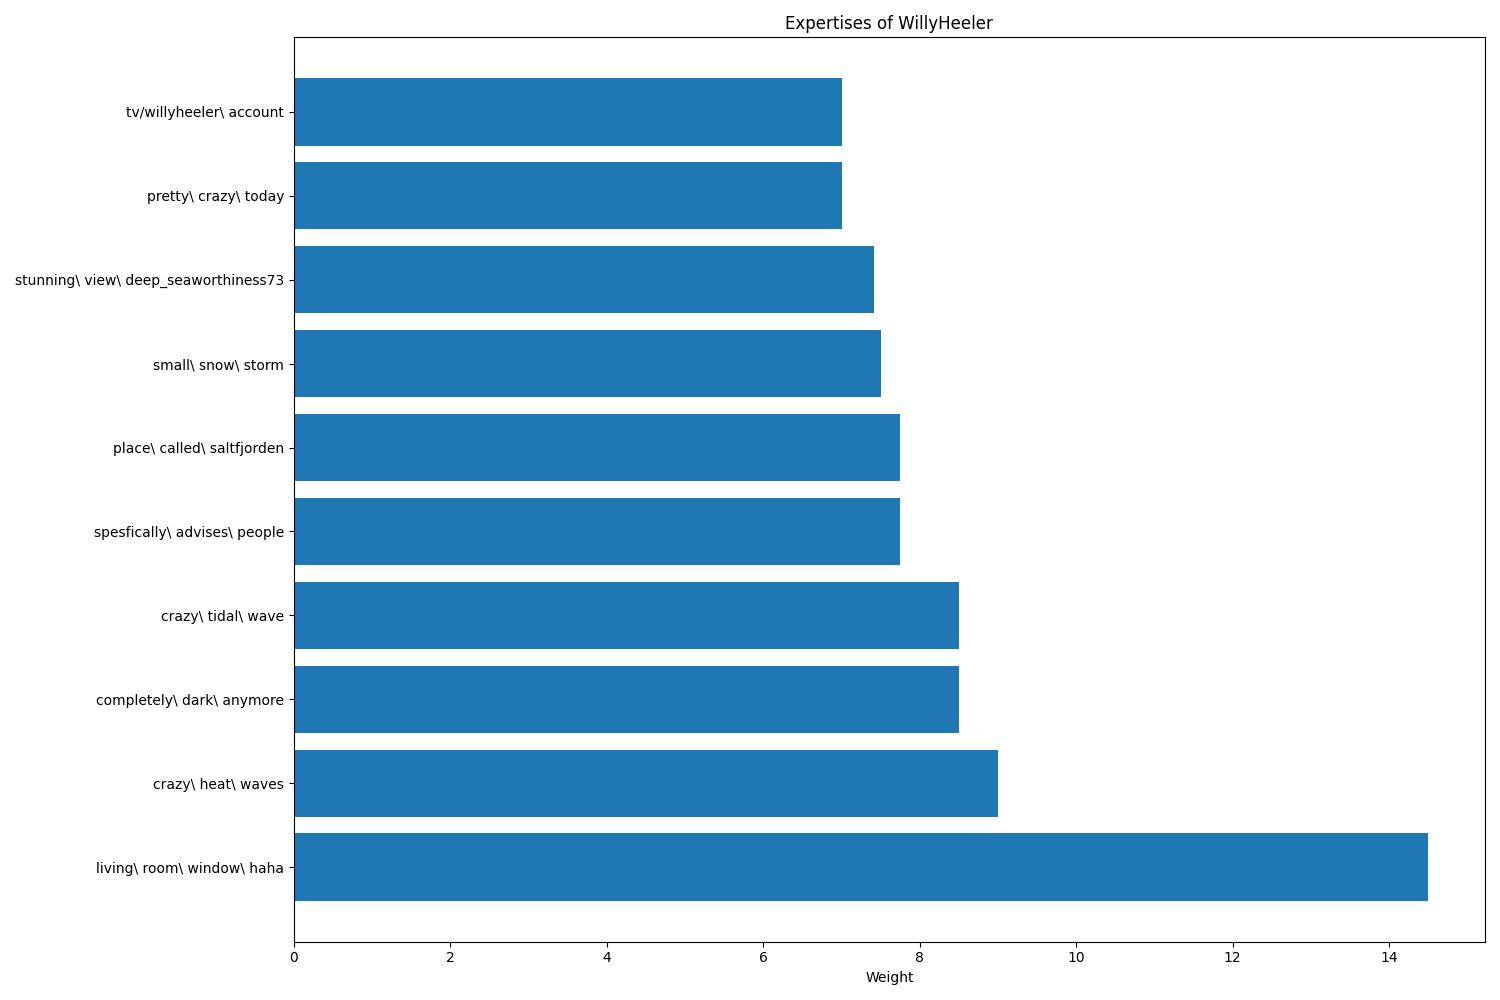 Expertises of WillyHeeler
tv/willyheeler\ account
pretty\ crazy\ today
stunning\ view\ deep_seaworthiness73
small\ snow\ storm
place\ called\ saltfjorden
spesfically\ advises\ people
crazy\ tidal\ wave
completely\ dark\ anymore
crazy\ heat\ waves
living\ room\ window\ haha
0 2 4 6 8 10 12 14
Weight